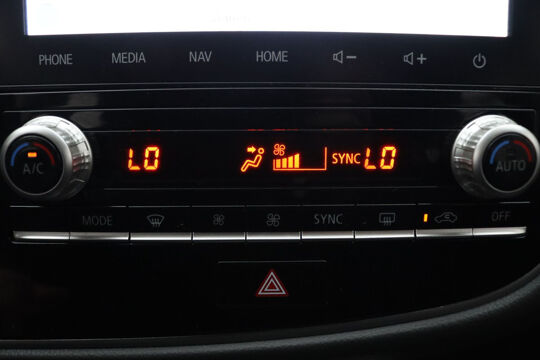 PHONE MEDIA NAV HOME
A/C LO SYNC LO AUTO
MODE SYNC OFF